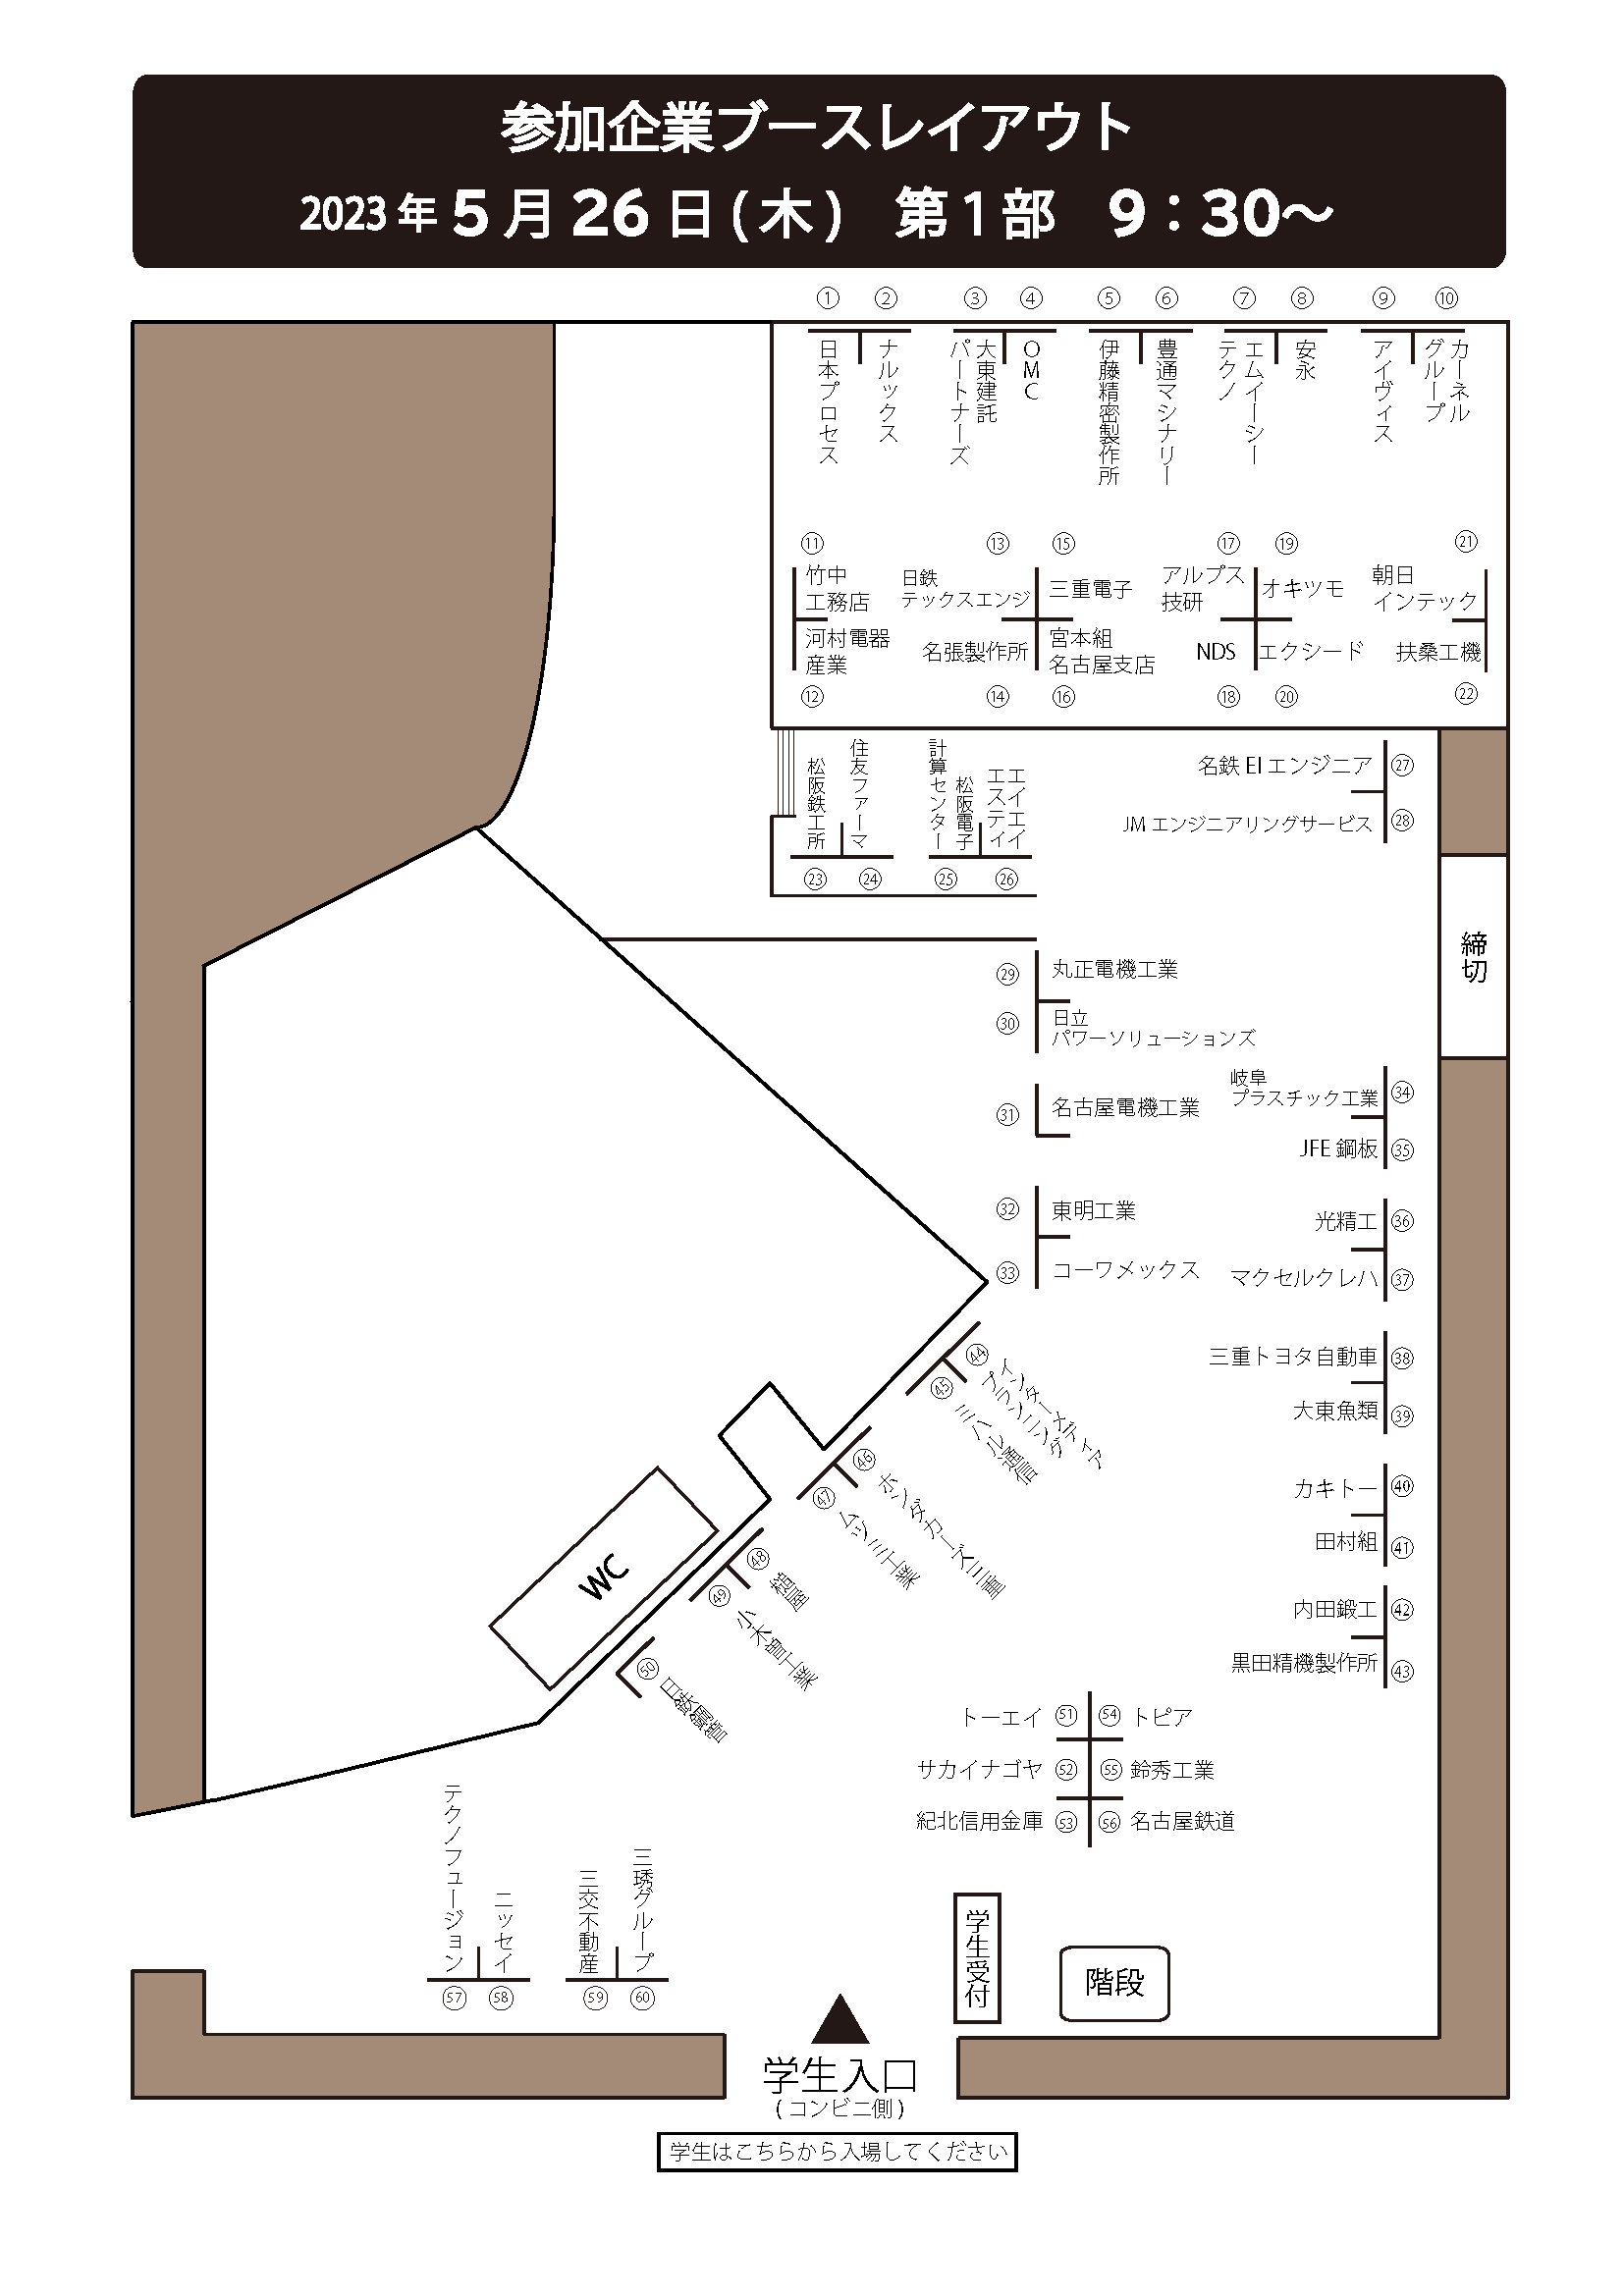 参加企業ブースレイアウト
2023年5月26日(木) 第1部 9：30～
① ② ③ ④ ⑤ ⑥ ⑦ ⑧ ⑨ ⑩
日本プロセス
ナルックス
大東建託
パートナーズ
OMC
伊藤精密製作所
豊通マシナリー
エムイーシー
テクノ
安永
アイヴィス
カーネル
グループ
⑪
竹中
工務店
河村電器
産業
⑫
⑬
日鉄
テックスエンジ
名張製作所
⑭
⑮
三重電子
宮本組
名古屋支店
⑯
⑰
アルプス
技研
NDS
⑱
⑲
オキツモ
エクシード
⑳
㉑
朝日
インテック
扶桑工機
㉒
松阪鉄工所
㉓
住友ファーマ
㉔
松阪電子
計算センター
㉕
エイエイ
エスティ
㉖
名鉄EIエンジニア ㉗
JMエンジニアリングサービス ㉘
締切
㉙ 丸正電機工業
㉚ 日立
パワーソリューションズ
㉛ 名古屋電機工業
㉜ 東明工業
㉝ コーワメックス
岐阜
プラスチック工業 ㉞
JFE鋼板 ㉟
光精工 ㊱
マクセルクレハ ㊲
三重トヨタ自動車 ㊳
大東魚類 ㊴
カキトー ㊵
田村組 ㊶
内田鍛工 ㊷
黒田精機製作所 ㊸
㊹ インターメディア
プランニング
㊺ ミハル通信
㊻ ホンダカーズ三重
㊼ ムツミ工業
㊽ 槌屋
㊾ 小木曽工業
㊿ 日鉄鋼管
WC
トーエイ 51 54 トピア
サカイナゴヤ 52 55 鈴秀工業
紀北信用金庫 53 56 名古屋鉄道
テクノフュージョン
57
ニッセイ
58
三交不動産
59
三琇グループ
60
学生受付
階段
学生入口
(コンビニ側)
学生はこちらから入場してください